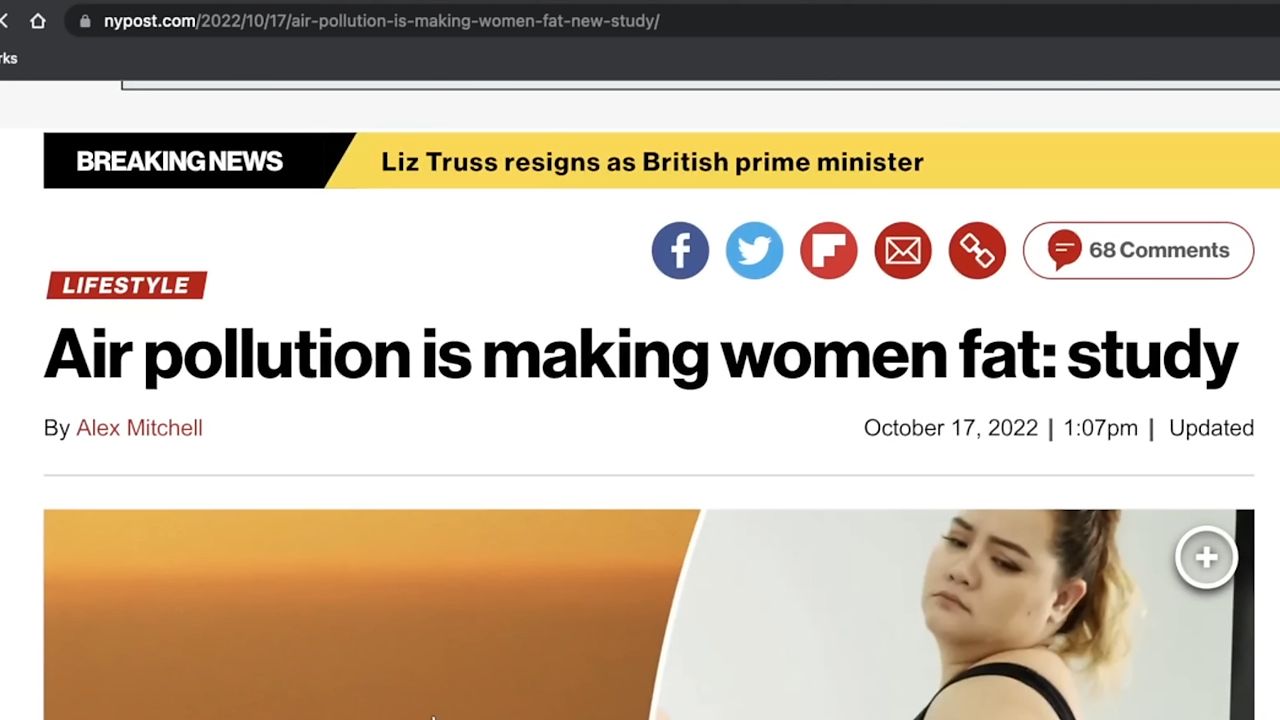 nypost.com/2022/10/17/air-pollution-is-making-women-fat-new-study/
rks
BREAKING NEWS Liz Truss resigns as British prime minister
68 Comments
LIFESTYLE
Air pollution is making women fat: study
By Alex Mitchell October 17, 2022 | 1:07pm | Updated